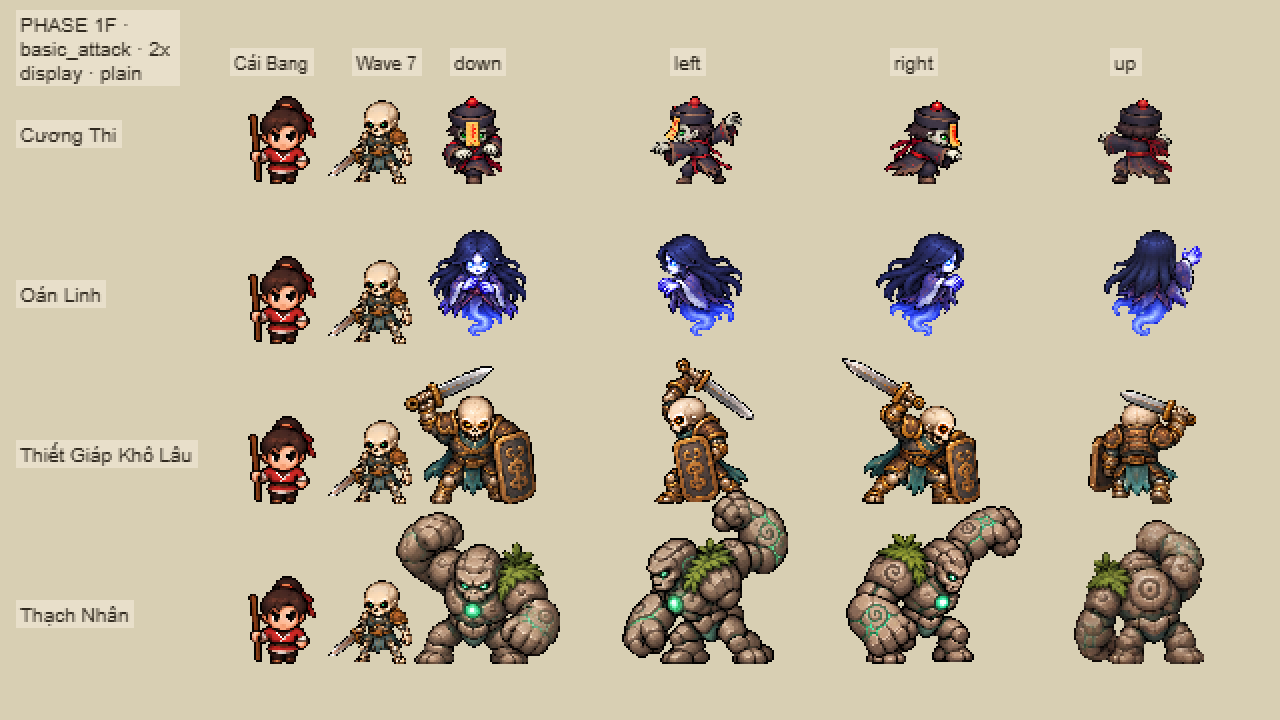 PHASE 1F ·
basic_attack · 2x
display · plain
Cái Bang
Wave 7
down
left
right
up
Cương Thi
Oán Linh
Thiết Giáp Khô Lâu
Thạch Nhân